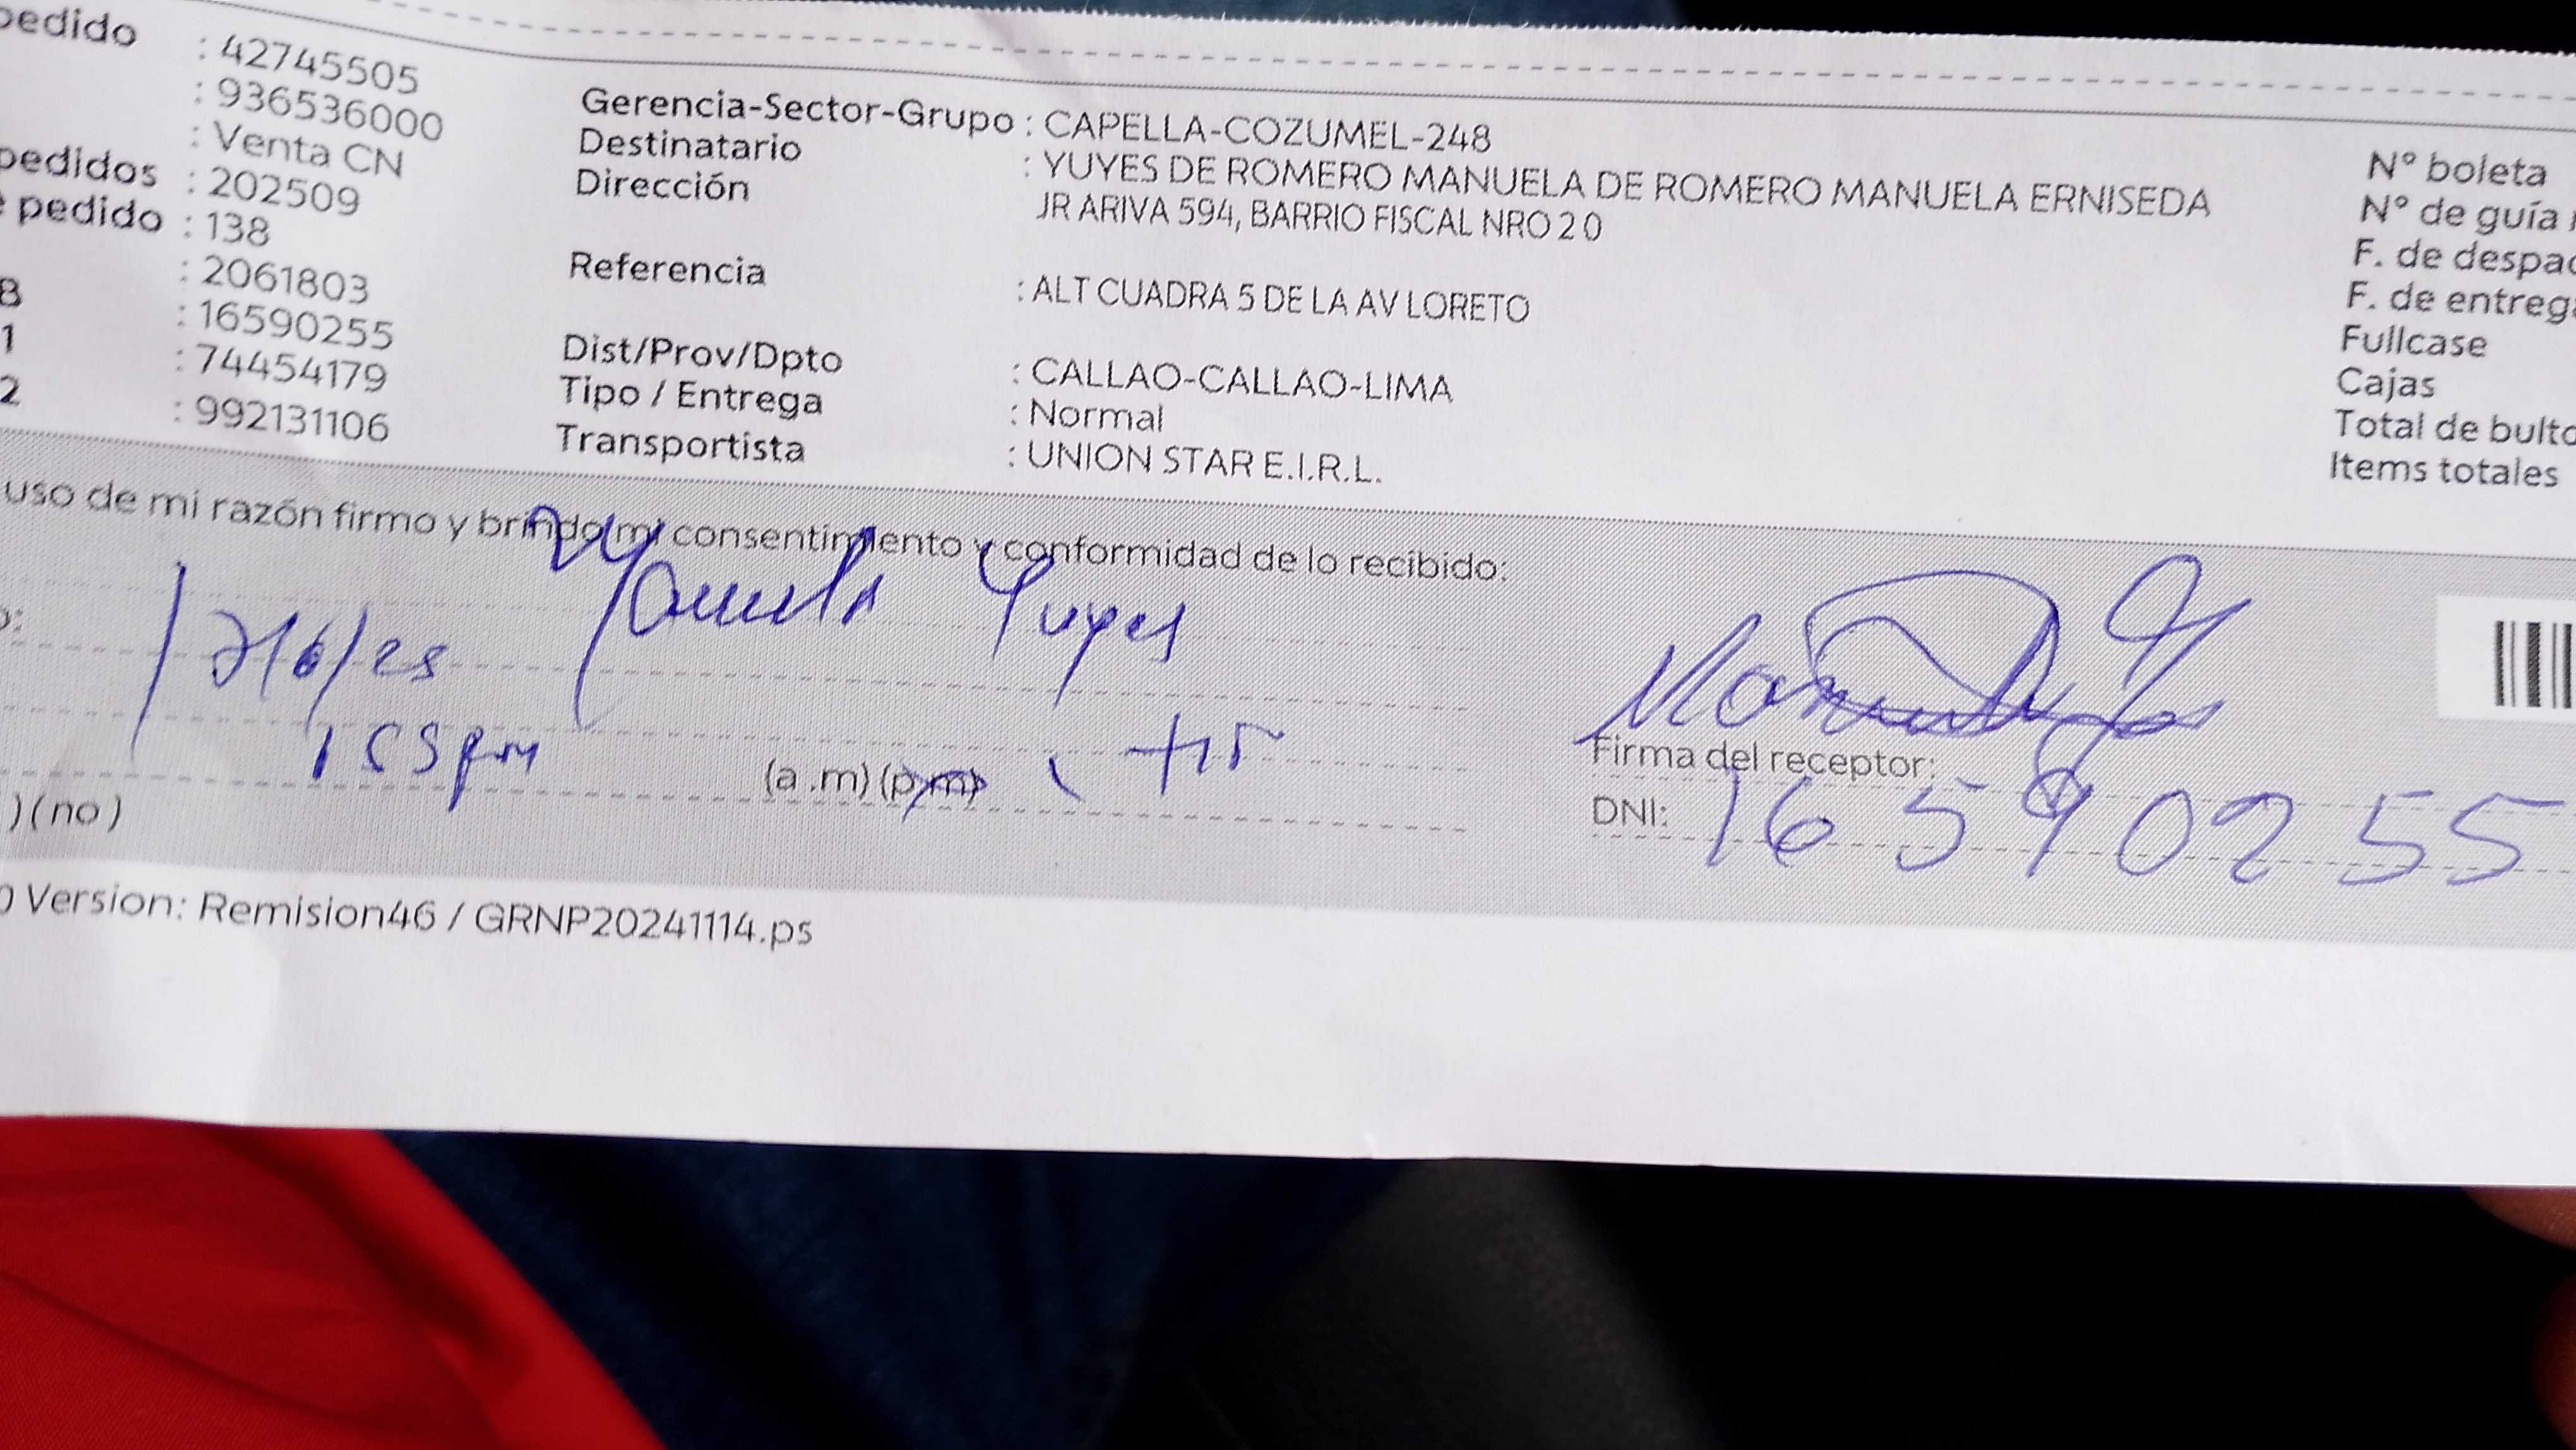 pedido : 42745505
: 936536000
: Venta CN
pedidos : 202509
pedido : 138
: 2061803
B : 16590255
1 : 74454179
2 : 992131106
Gerencia-Sector-Grupo : CAPELLA-COZUMEL-248
Destinatario : YUYES DE ROMERO MANUELA DE ROMERO MANUELA ERNISEDA
Dirección JR ARIVA 594, BARRIO FISCAL NRO 2 0
Referencia : ALT CUADRA 5 DE LA AV LORETO
Dist/Prov/Dpto : CALLAO-CALLAO-LIMA
Tipo / Entrega : Normal
Transportista : UNION STAR E.I.R.L.
N° boleta
N° de guía
F. de despac
F. de entrega
Fullcase
Cajas
Total de bulto
Items totales
uso de mi razón firmo y brindo mi consentimiento y conformidad de lo recibido:
Manuela Yuyes
/6/25
pm (a .m) (p.m)
) ( no )
Firma del receptor:
DNI: 16590255
) Version: Remision46 / GRNP20241114.ps